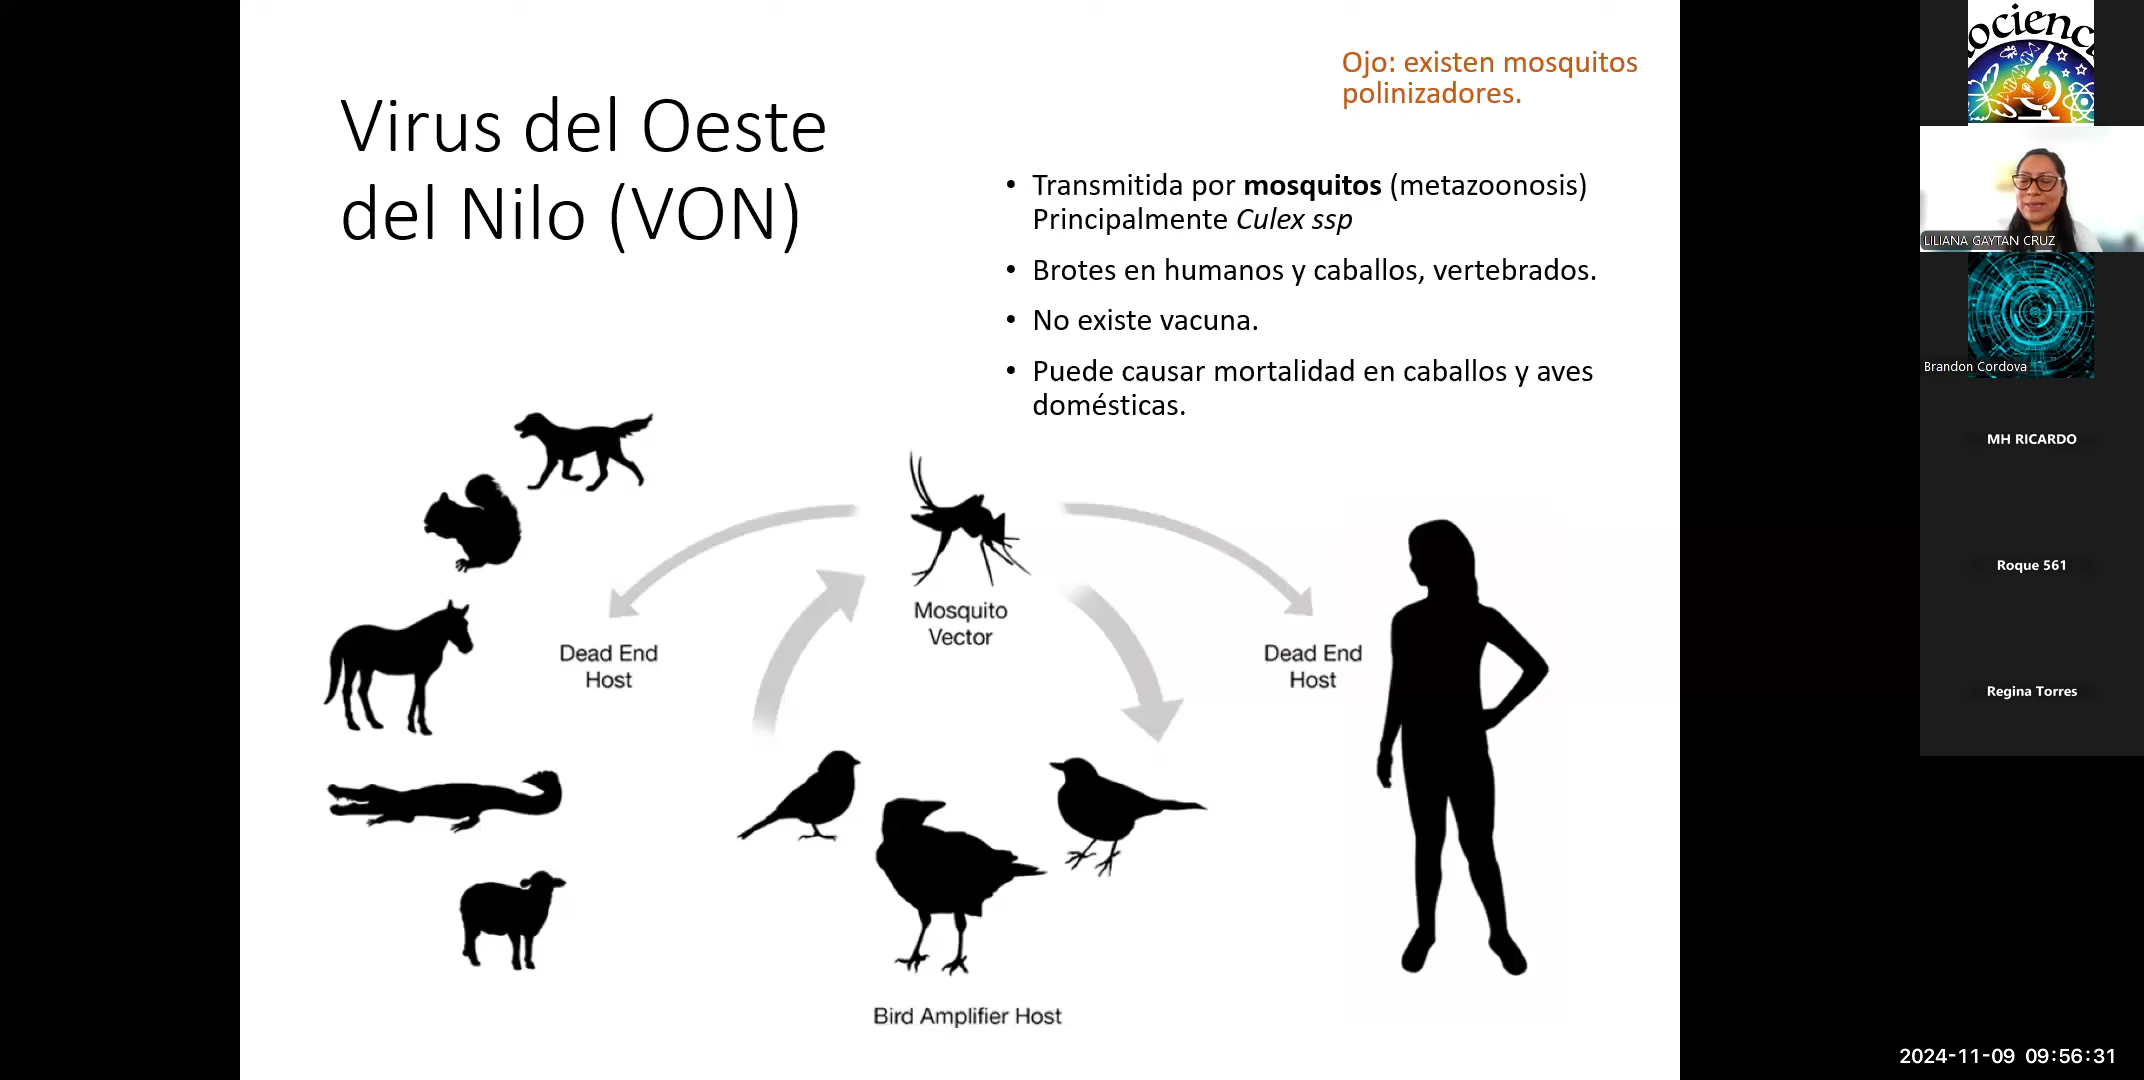 Ojo: existen mosquitos
polinizadores.
Virus del Oeste
del Nilo (VON)
• Transmitida por mosquitos (metazoonosis)
Principalmente Culex ssp
• Brotes en humanos y caballos, vertebrados.
• No existe vacuna.
• Puede causar mortalidad en caballos y aves
domésticas.
Mosquito
Vector
Dead End
Host
Dead End
Host
Bird Amplifier Host
ocienc
LILIANA GAYTAN CRUZ
Brandon Cordova
MH RICARDO
Roque 561
Regina Torres
2024-11-09 09:56:31